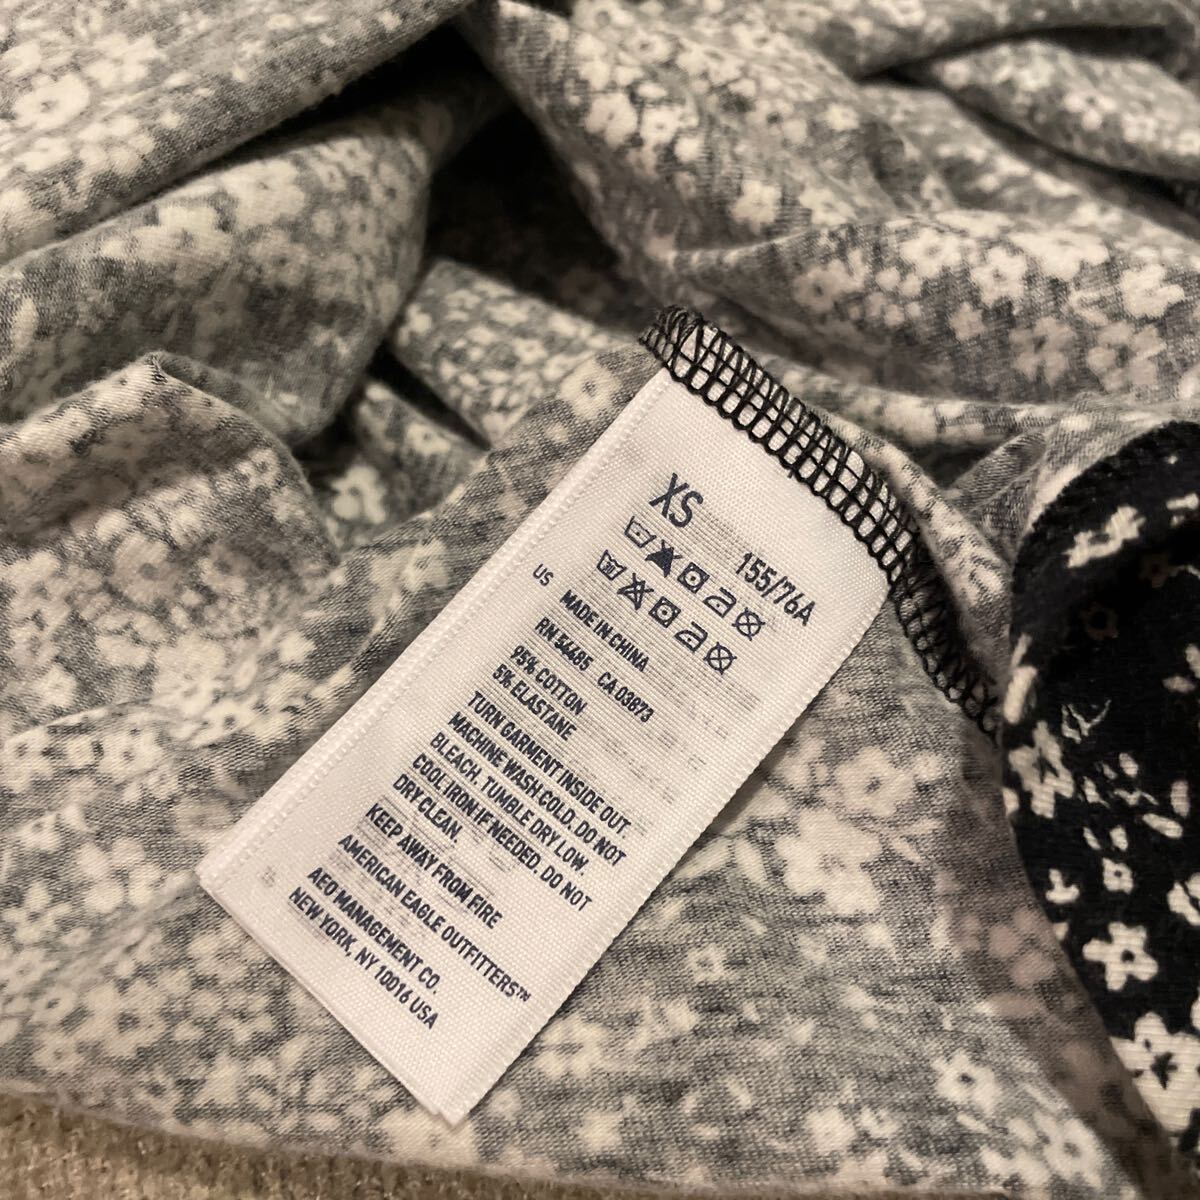 XS
155/76A
US
MADE IN CHINA
RN 54485 CA 03673
95% COTTON
5% ELASTANE
TURN GARMENT INSIDE OUT
MACHINE WASH COLD. DO NOT
BLEACH. TUMBLE DRY LOW.
COOL IRON IF NEEDED. DO NOT
DRY CLEAN.
KEEP AWAY FROM FIRE
AMERICAN EAGLE OUTFITTERS™
AEO MANAGEMENT CO.
NEW YORK, NY 10016 USA